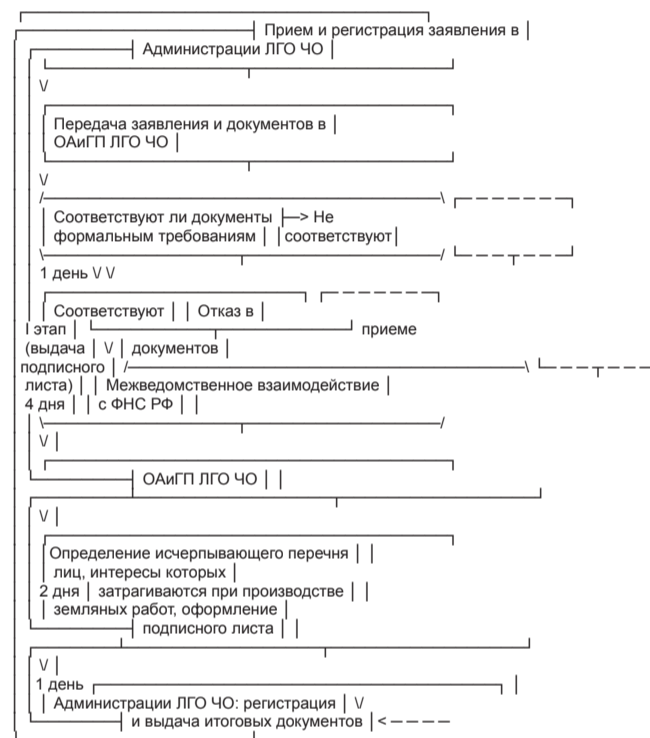 Прием и регистрация заявления в
Администрации ЛГО ЧО
\/
Передача заявления и документов в
ОАиГП ЛГО ЧО
\/
Соответствуют ли документы ├─> Не
формальным требованиям │ │соответствуют│
1 день \/ \/
Соответствуют │ │ Отказ в │
I этап │ приеме
(выдача │ \/ │ документов │
подписного │
листа) │ │ Межведомственное взаимодействие │
4 дня │ │ с ФНС РФ │ │
\/ │
ОАиГП ЛГО ЧО │ │
\/ │
Определение исчерпывающего перечня │ │
лиц, интересы которых │
2 дня │ затрагиваются при производстве │ │
земляных работ, оформление │
подписного листа │ │
\/ │
1 день
Администрации ЛГО ЧО: регистрация │ \/
и выдача итоговых документов │< ─ ─ ─ ─